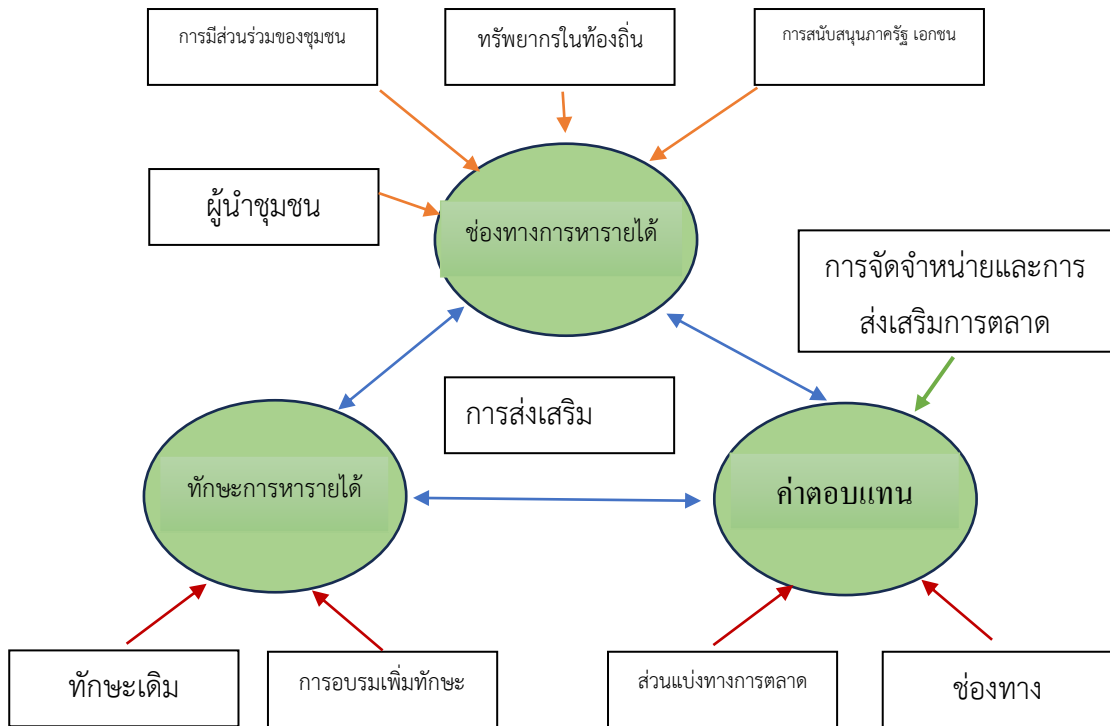 การมีส่วนร่วมของชุมชน
ทรัพยากรในท้องถิ่น
การสนับสนุนภาครัฐ เอกชน
ผู้นำชุมชน
ช่องทางการหารายได้
การจัดจำหน่ายและการ
ส่งเสริมการตลาด
การส่งเสริม
ทักษะการหารายได้
ค่าตอบแทน
ทักษะเดิม
การอบรมเพิ่มทักษะ
ส่วนแบ่งทางการตลาด
ช่องทาง